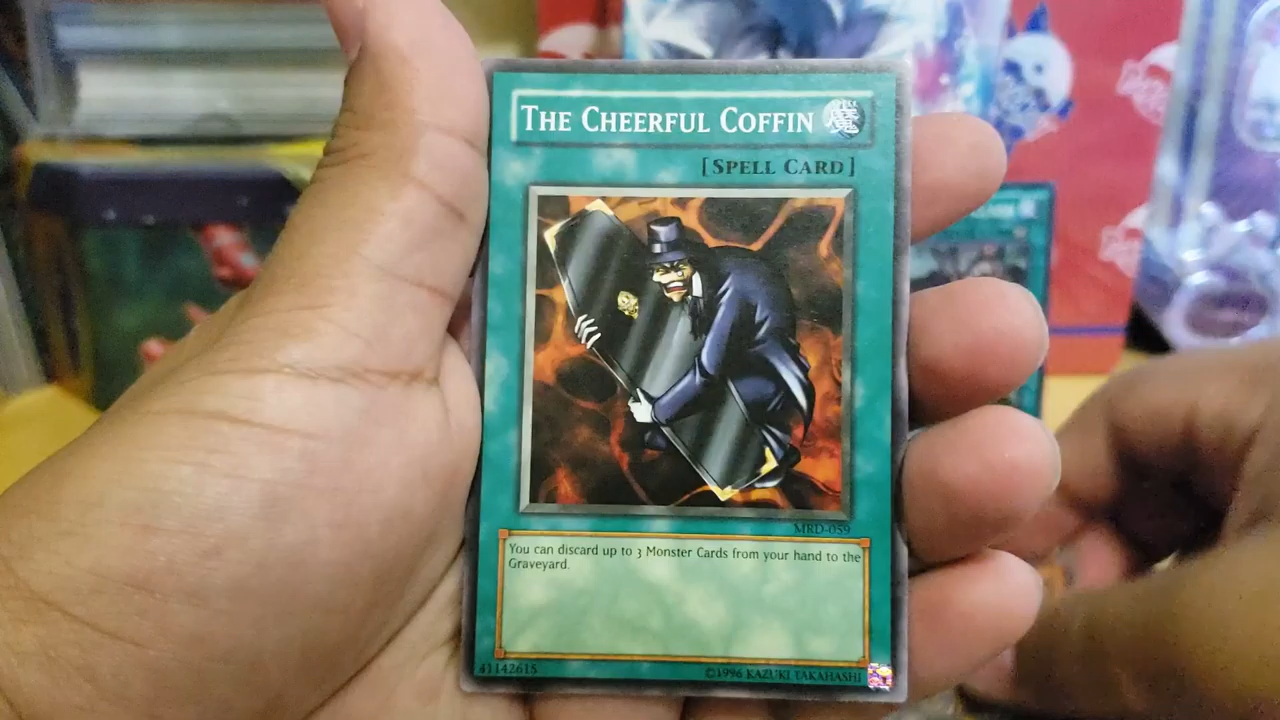 THE CHEERFUL COFFIN 魔
[SPELL CARD]
MRD-059
You can discard up to 3 Monster Cards from your hand to the
Graveyard.
41142615
©1996 KAZUKI TAKAHASHI